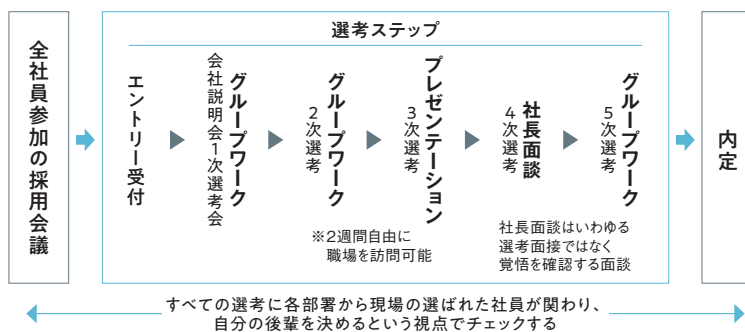 全社員参加の採用会議
選考ステップ
エントリー受付
会社説明会1次選考会
グループワーク
2次選考
グループワーク
3次選考
プレゼンテーション
※2週間自由に
職場を訪問可能
4次選考
社長面談
社長面談はいわゆる
選考面接ではなく
覚悟を確認する面談
5次選考
グループワーク
内定
すべての選考に各部署から現場の選ばれた社員が関わり、
自分の後輩を決めるという視点でチェックする